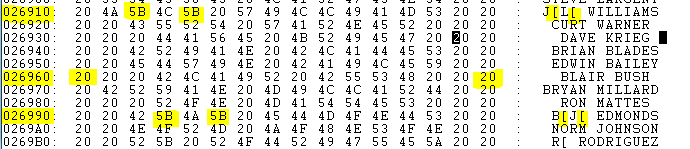 026910: 20 4A 5B 4C 5B 20 57 49 4C 4C 49 41 4D 53 20 20 : J[L[ WILLIAMS
026920: 20 20 43 55 52 54 20 57 41 52 4E 45 52 20 20 20 : CURT WARNER
026930: 20 20 20 44 41 56 45 20 4B 52 49 45 47 20 20 20 : DAVE KRIEG
026940: 20 20 42 52 49 41 4E 20 42 4C 41 44 45 53 20 20 : BRIAN BLADES
026950: 20 20 45 44 57 49 4E 20 42 41 49 4C 45 59 20 20 : EDWIN BAILEY
026960: 20 20 20 42 4C 41 49 52 20 42 55 53 48 20 20 20 : BLAIR BUSH
026970: 20 42 52 59 41 4E 20 4D 49 4C 4C 41 52 44 20 20 : BRYAN MILLARD
026980: 20 20 20 52 4F 4E 20 4D 41 54 54 45 53 20 20 20 : RON MATTES
026990: 20 20 42 5B 4A 5B 20 45 44 4D 4F 4E 44 53 20 20 : B[J[ EDMONDS
0269A0: 20 20 4E 4F 52 4D 20 4A 4F 48 4E 53 4F 4E 20 20 : NORM JOHNSON
0269B0: 20 20 52 5B 20 52 4F 44 52 49 47 55 45 5A 20 20 : R[ RODRIGUEZ